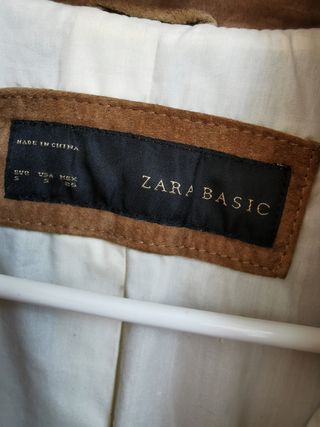 MADE IN CHINA
EUR USA MEX
S S 26
ZARA BASIC